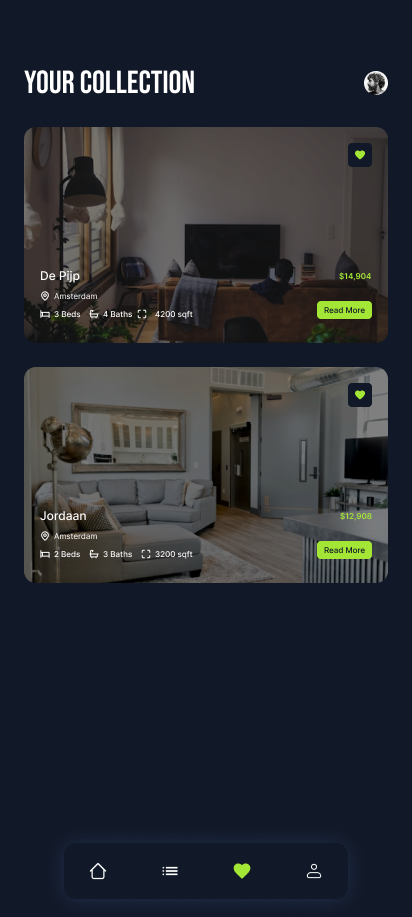 YOUR COLLECTION
De Pijp
$14,904
Amsterdam
3 Beds 4 Baths 4200 sqft
Read More
Jordaan
$12,908
Amsterdam
2 Beds 3 Baths 3200 sqft
Read More